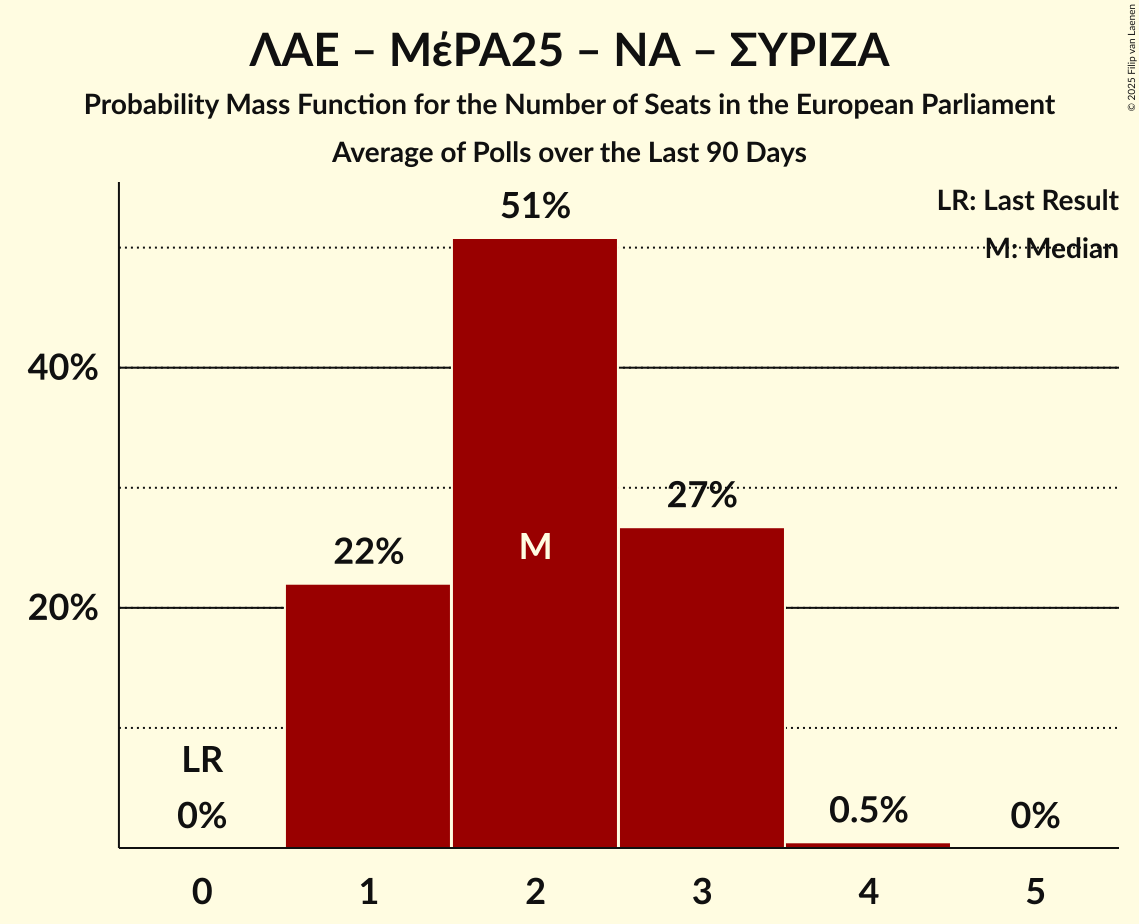 ΛΑΕ – ΜέΡΑ25 – ΝΑ – ΣΥΡΙΖΑ
Probability Mass Function for the Number of Seats in the European Parliament
Average of Polls over the Last 90 Days
© 2025 Filip van Laenen
LR: Last Result
M: Median
51%
40%
27%
22%
M
20%
LR
0%
0.5%
0%
0 1 2 3 4 5